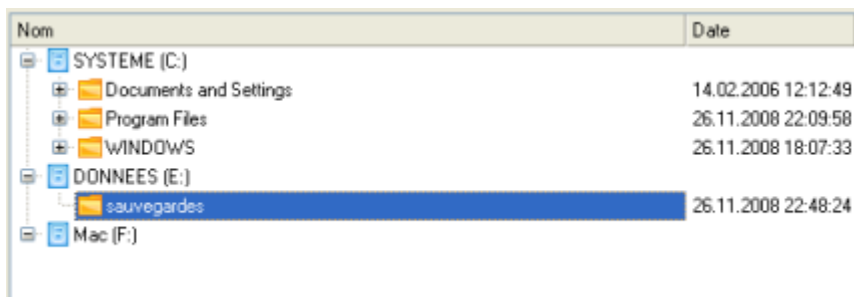 Nom Date
SYSTEME (C:)
Documents and Settings 14.02.2006 12:12:49
Program Files 26.11.2008 22:09:58
WINDOWS 26.11.2008 18:07:33
DONNEES (E:)
sauvegardes 26.11.2008 22:48:24
Mac (F:)